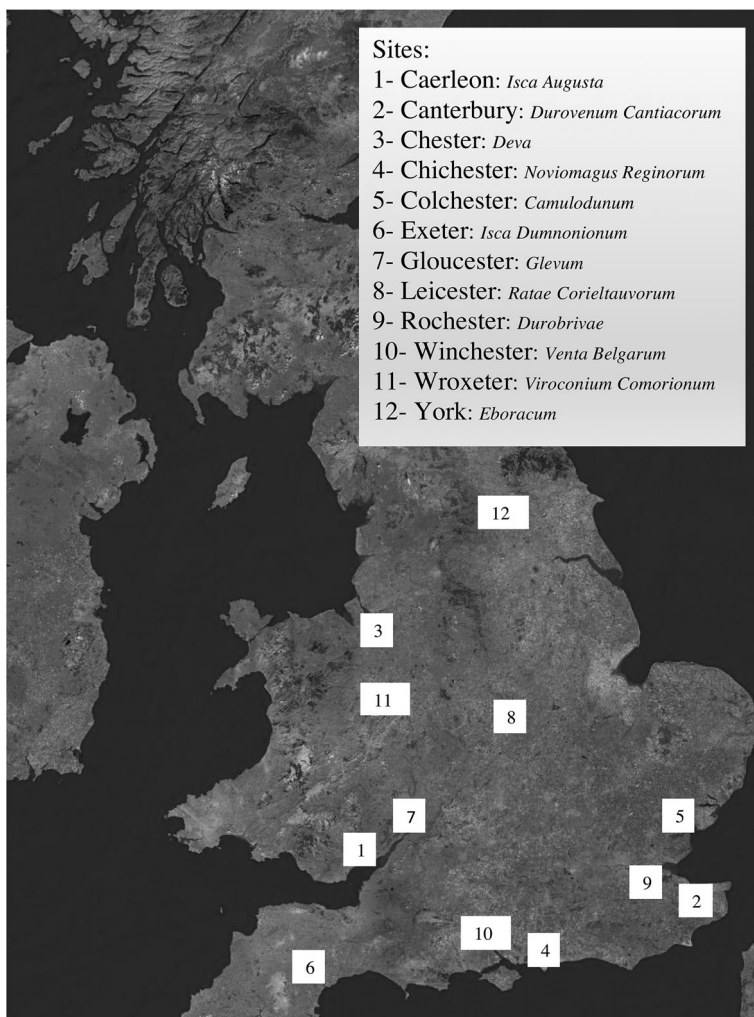 Sites:
1- Caerleon: Isca Augusta
2- Canterbury: Durovenum Cantiacorum
3- Chester: Deva
4- Chichester: Noviomagus Reginorum
5- Colchester: Camulodunum
6- Exeter: Isca Dumnonionum
7- Gloucester: Glevum
8- Leicester: Ratae Corieltauvorum
9- Rochester: Durobrivae
10- Winchester: Venta Belgarum
11- Wroxeter: Viroconium Comorionum
12- York: Eboracum
12
3
11
8
7
5
1
9
2
10
4
6